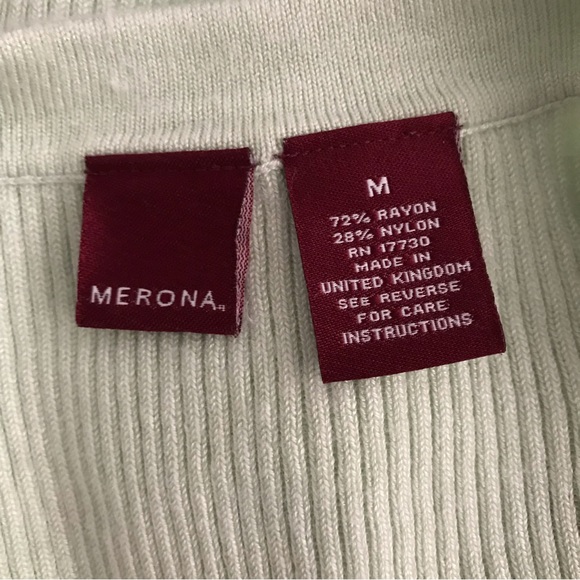 MERONA
M
72% RAYON
28% NYLON
RN 17730
MADE IN
UNITED KINGDOM
SEE REVERSE
FOR CARE
INSTRUCTIONS